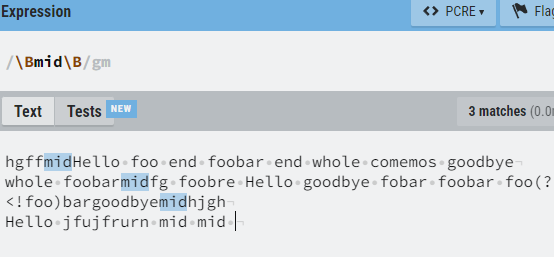 Expression
<> PCRE ▾
Flag
/\Bmid\B/gm
Text Tests NEW
3 matches (0.0
hgffmidHello foo end foobar end whole comemos goodbye
whole foobarmidfg foobre Hello goodbye fobar foobar foo(?
<!foo)bargoodbyemidhjgh
Hello jfujfrurn mid mid